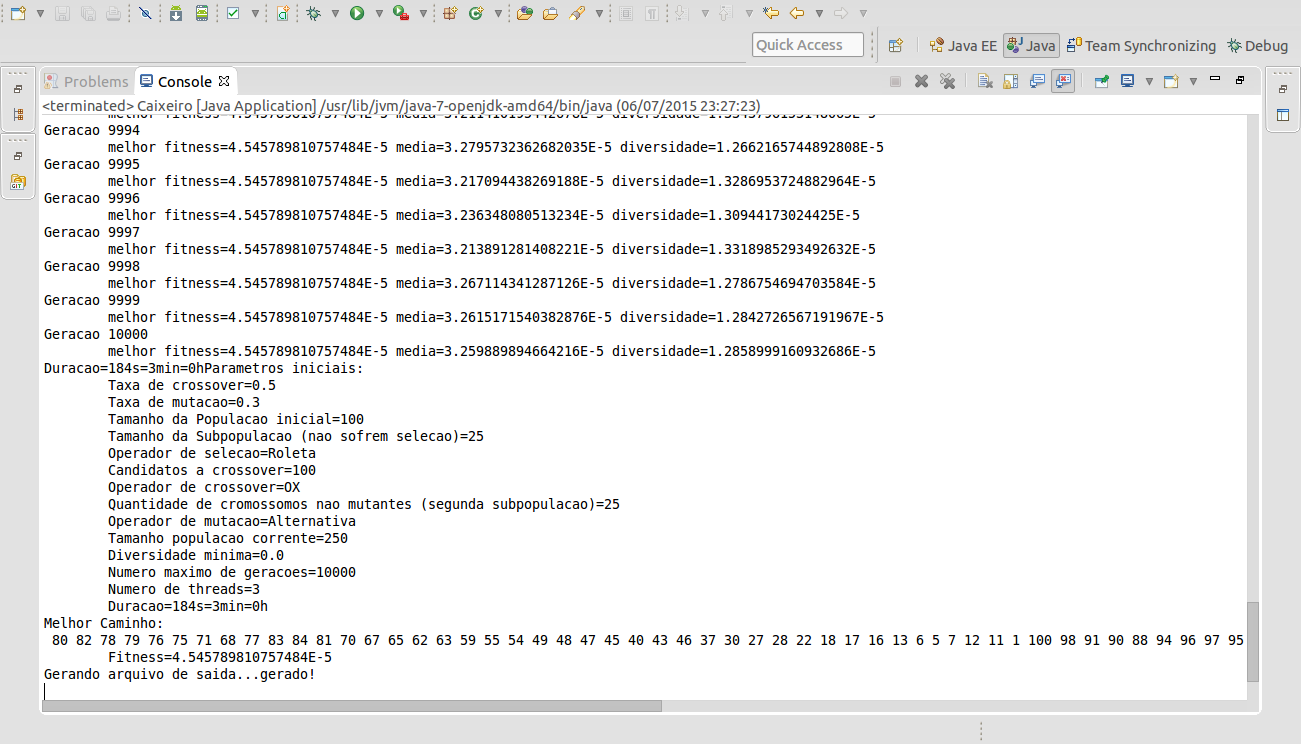 Quick Access
Java EE
Java
Team Synchronizing
Debug
Problems
Console
<terminated> Caixeiro [Java Application] /usr/lib/jvm/java-7-openjdk-amd64/bin/java (06/07/2015 23:27:23)
Geracao 9994
melhor fitness=4.545789810757484E-5 media=3.2795732362682035E-5 diversidade=1.2662165744892808E-5
Geracao 9995
melhor fitness=4.545789810757484E-5 media=3.217094438269188E-5 diversidade=1.3286953724882964E-5
Geracao 9996
melhor fitness=4.545789810757484E-5 media=3.236348080513234E-5 diversidade=1.30944173024425E-5
Geracao 9997
melhor fitness=4.545789810757484E-5 media=3.213891281408221E-5 diversidade=1.3318985293492632E-5
Geracao 9998
melhor fitness=4.545789810757484E-5 media=3.267114341287126E-5 diversidade=1.2786754694703584E-5
Geracao 9999
melhor fitness=4.545789810757484E-5 media=3.2615171540382876E-5 diversidade=1.2842726567191967E-5
Geracao 10000
melhor fitness=4.545789810757484E-5 media=3.259889894664216E-5 diversidade=1.2858999160932686E-5
Duracao=184s=3min=0hParametros iniciais:
Taxa de crossover=0.5
Taxa de mutacao=0.3
Tamanho da Populacao inicial=100
Tamanho da Subpopulacao (nao sofrem selecao)=25
Operador de selecao=Roleta
Candidatos a crossover=100
Operador de crossover=OX
Quantidade de cromossomos nao mutantes (segunda subpopulacao)=25
Operador de mutacao=Alternativa
Tamanho populacao corrente=250
Diversidade minima=0.0
Numero maximo de geracoes=10000
Numero de threads=3
Duracao=184s=3min=0h
Melhor Caminho:
80 82 78 79 76 75 71 68 77 83 84 81 70 67 65 62 63 59 55 54 49 48 47 45 40 43 46 37 30 27 28 22 18 17 16 13 6 5 7 12 11 1 100 98 91 90 88 94 96 97 95
Fitness=4.545789810757484E-5
Gerando arquivo de saida...gerado!